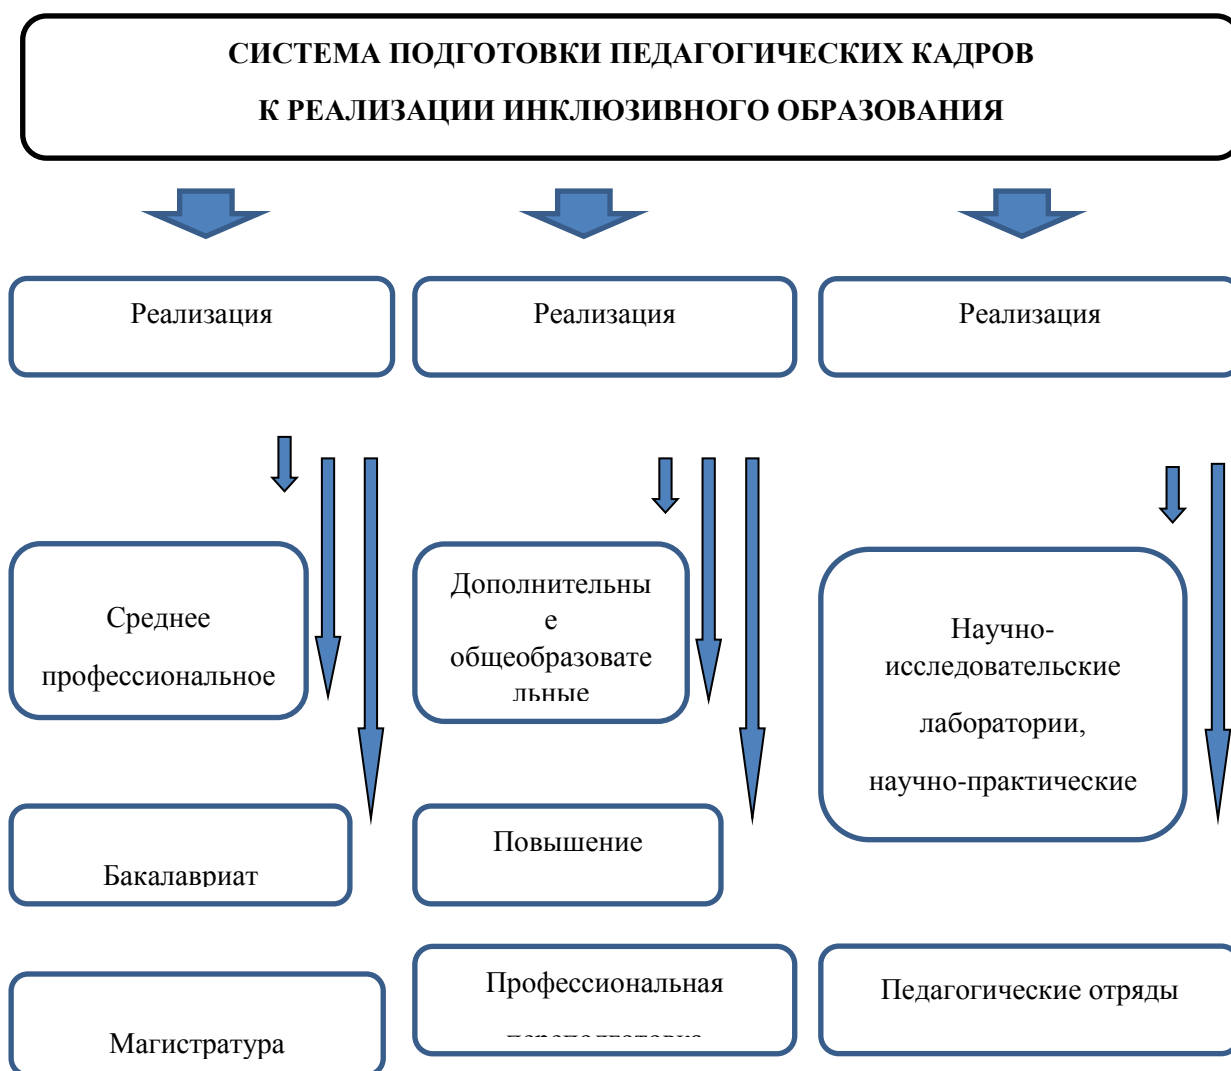 СИСТЕМА ПОДГОТОВКИ ПЕДАГОГИЧЕСКИХ КАДРОВ
К РЕАЛИЗАЦИИ ИНКЛЮЗИВНОГО ОБРАЗОВАНИЯ
Реализация
Реализация
Реализация
Среднее
профессиональное
Дополнительны
е
общеобразовате
льные
Научно-
исследовательские
лаборатории,
научно-практические
Бакалавриат
Повышение
Магистратура
Профессиональная
переподготовка
Педагогические отряды